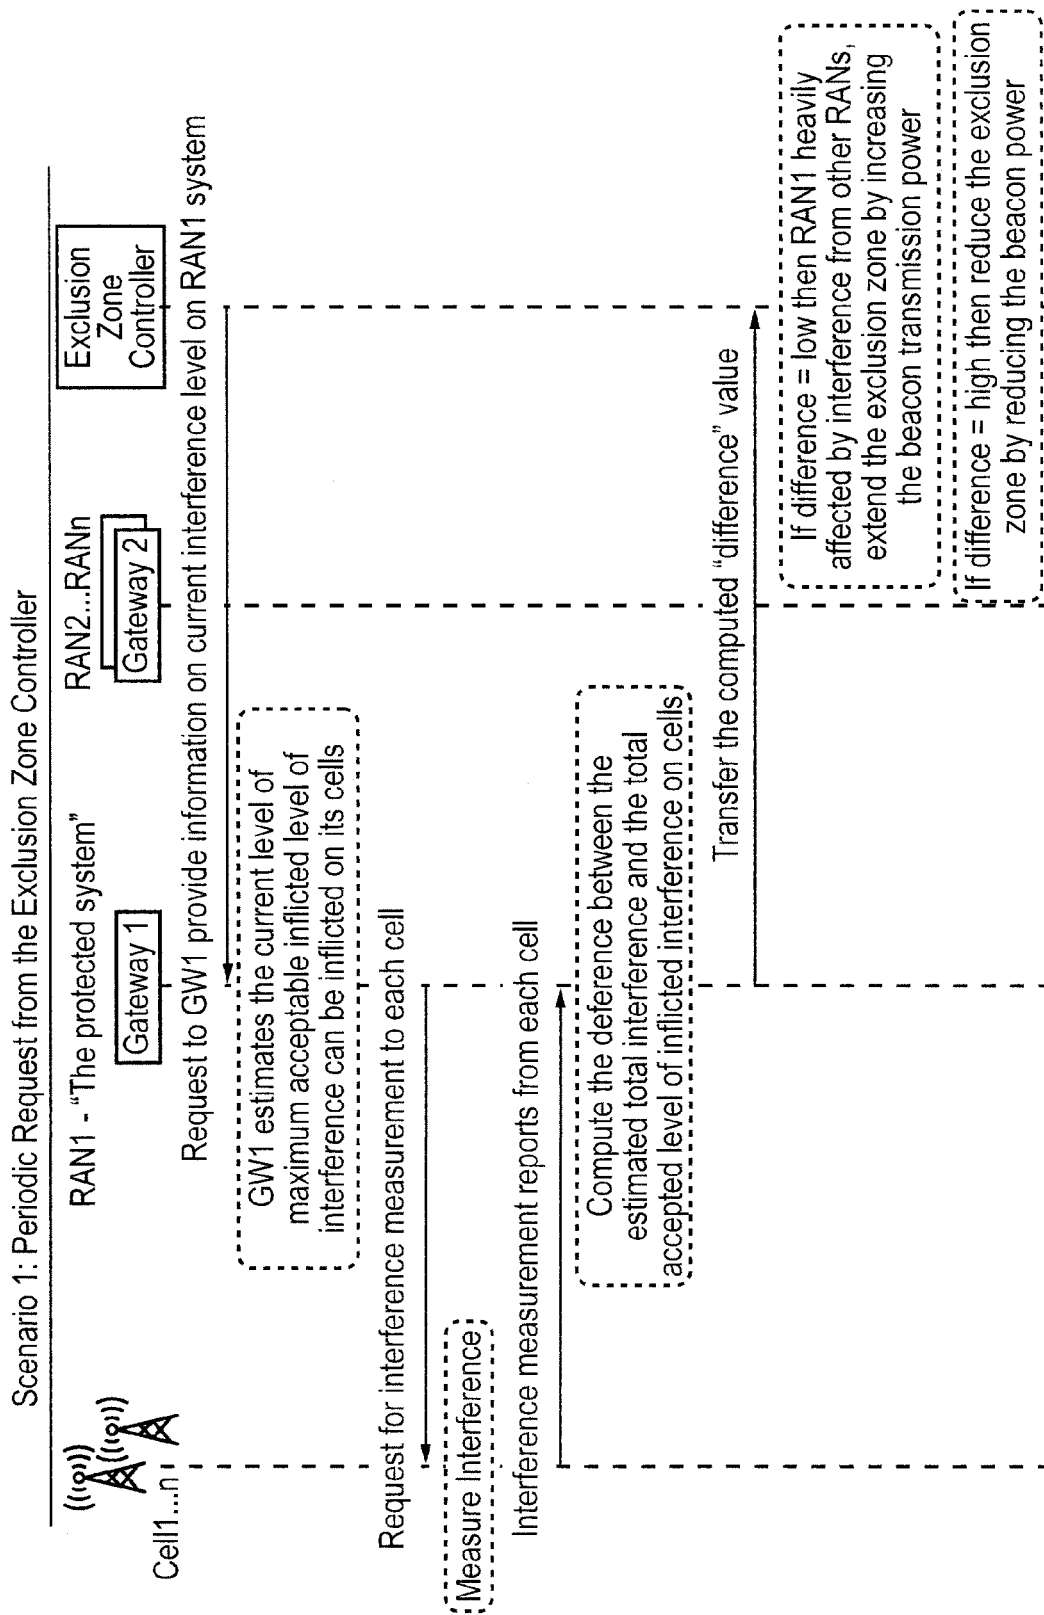 Scenario 1: Periodic Request from the Exclusion Zone Controller
Cell1...n
RAN1 - "The protected system"
Gateway 1
RAN2...RANn
Gateway 2
Exclusion
Zone
Controller
Request to GW1 provide information on current interference level on RAN1 system
GW1 estimates the current level of
maximum acceptable inflicted level of
interference can be inflicted on its cells
Request for interference measurement to each cell
Measure Interference
Interference measurement reports from each cell
Compute the deference between the
estimated total interference and the total
accepted level of inflicted interference on cells
Transfer the computed "difference" value
If difference = low then RAN1 heavily
affected by interference from other RANs,
extend the exclusion zone by increasing
the beacon transmission power
If difference = high then reduce the exclusion
zone by reducing the beacon power